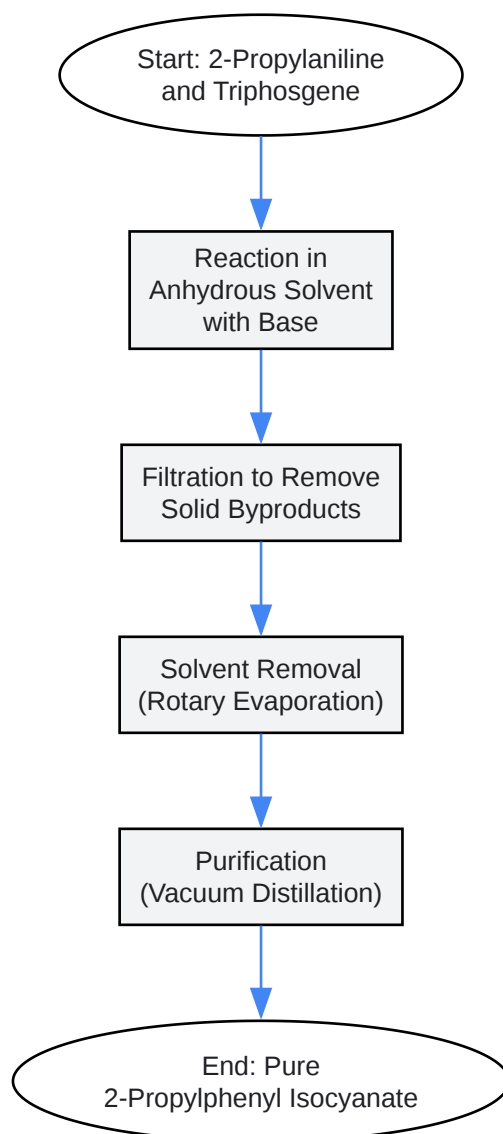 Start: 2-Propylaniline
and Triphosgene
Reaction in
Anhydrous Solvent
with Base
Filtration to Remove
Solid Byproducts
Solvent Removal
(Rotary Evaporation)
Purification
(Vacuum Distillation)
End: Pure
2-Propylphenyl Isocyanate